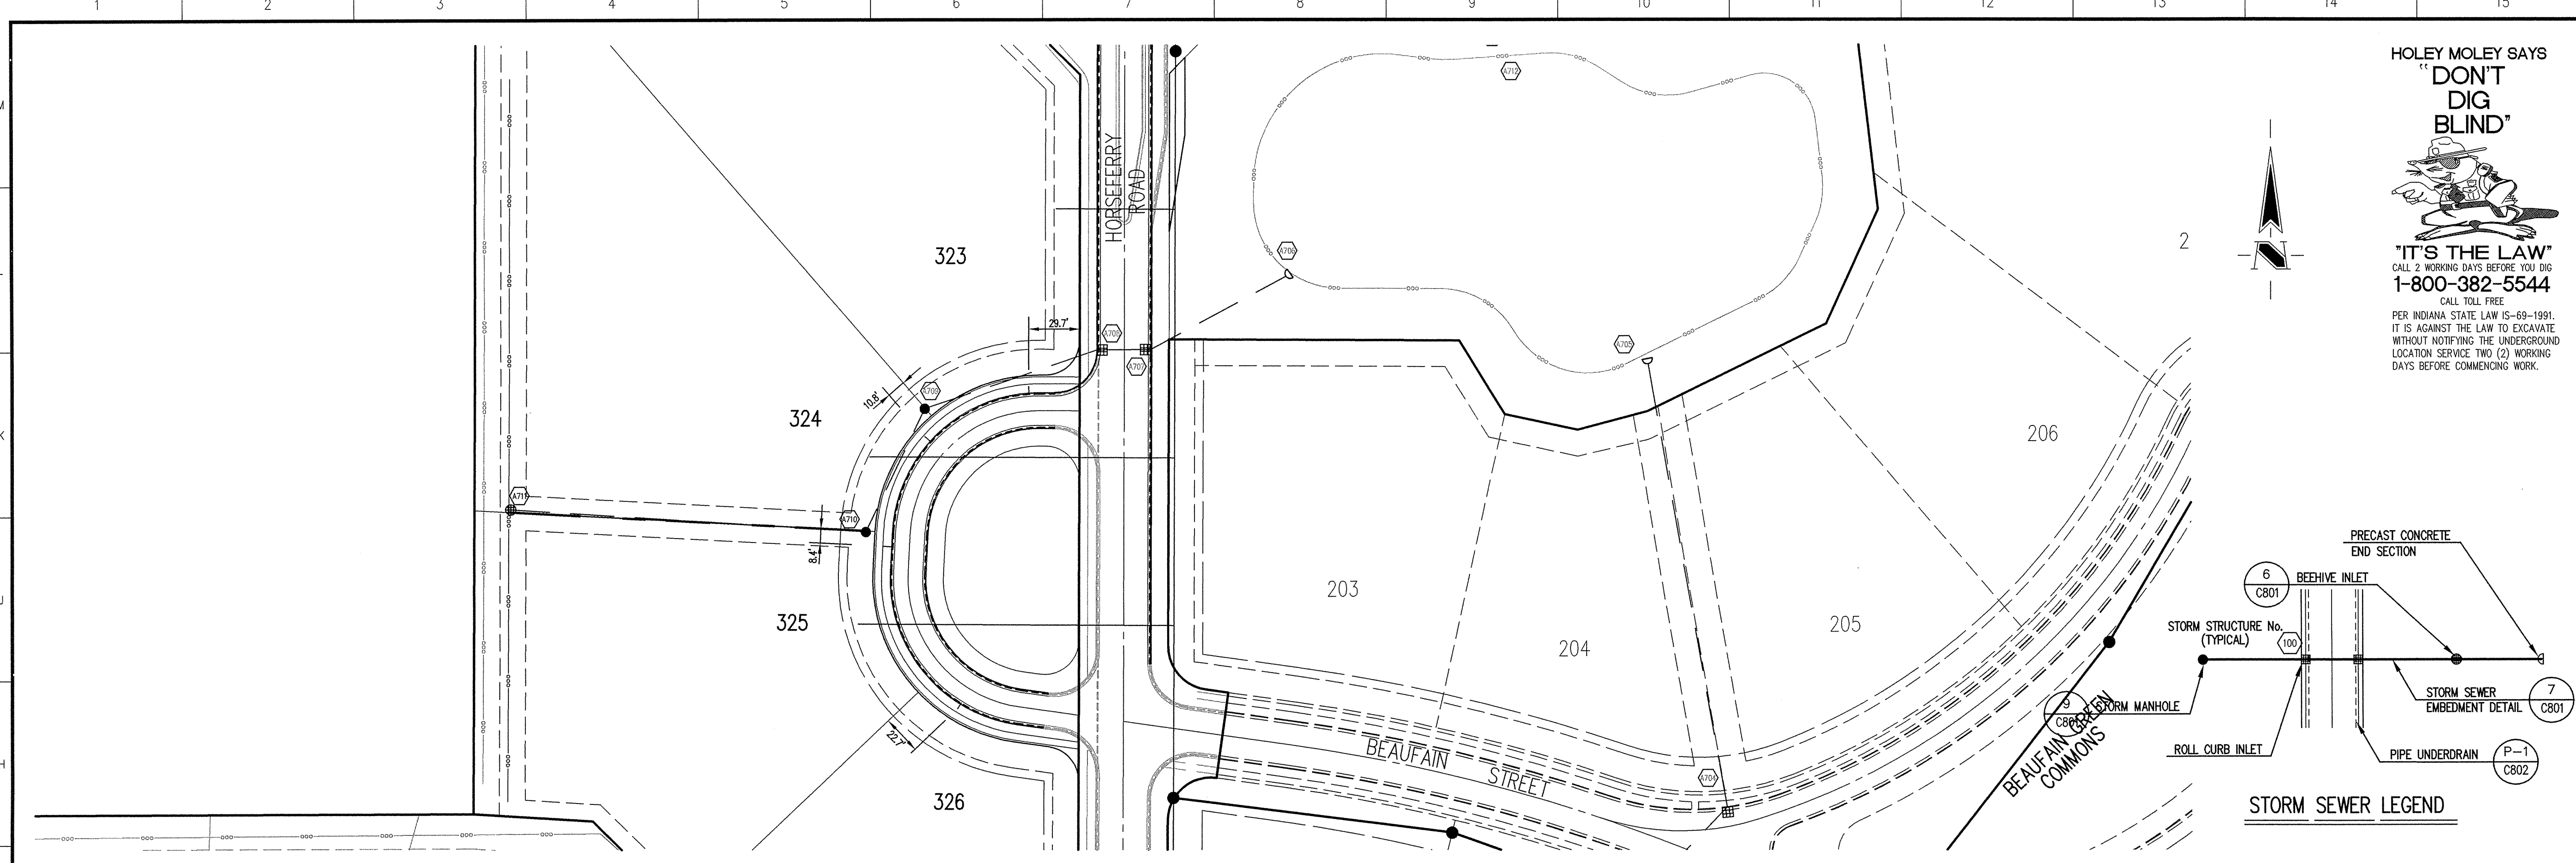 1 2 3 4 5 6 7 8 9 10 11 12 13 14 15
M
K
J
H
HOLEY MOLEY SAYS
"DON'T
DIG
BLIND"
"IT'S THE LAW"
CALL 2 WORKING DAYS BEFORE YOU DIG
1-800-382-5544
CALL TOLL FREE
PER INDIANA STATE LAW IS-69-1991.
IT IS AGAINST THE LAW TO EXCAVATE
WITHOUT NOTIFYING THE UNDERGROUND
LOCATION SERVICE TWO (2) WORKING
DAYS BEFORE COMMENCING WORK.
N
HORSEFERRY
ROAD
A712
A706
A708
A707
A705
A709
A711
A710
A704
323
324
325
326
29.7'
10.8'
8.4'
22.7'
2
203
204
205
206
BEAUFAIN STREET
BEAUFAIN GREEN
COMMONS
PRECAST CONCRETE
END SECTION
6
C801
BEEHIVE INLET
STORM STRUCTURE No.
(TYPICAL)
100
9
STORM MANHOLE
STORM SEWER
EMBEDMENT DETAIL
7
C801
ROLL CURB INLET
PIPE UNDERDRAIN
P-1
C802
STORM SEWER LEGEND